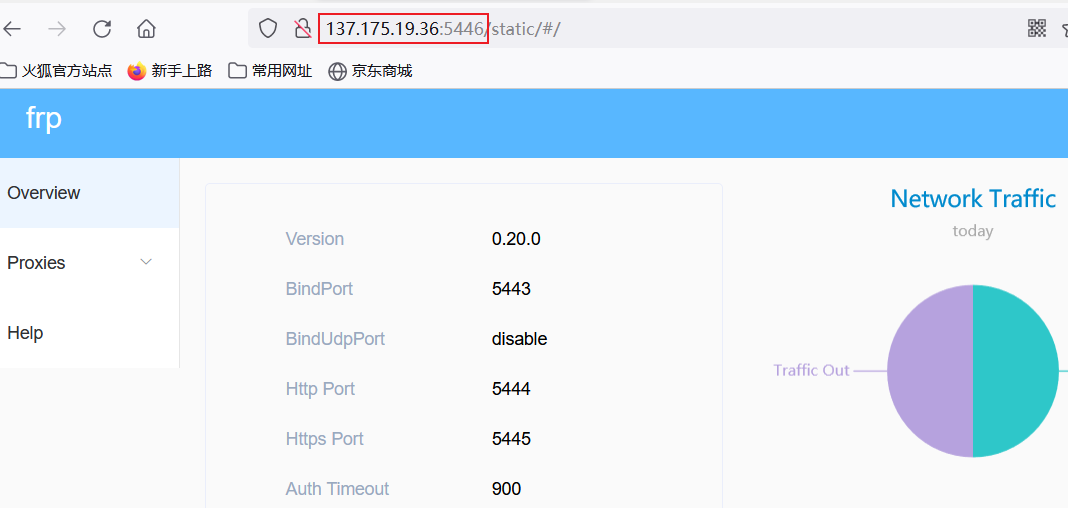 137.175.19.36:5446/static/#/
火狐官方站点 新手上路 常用网址 京东商城
frp
Overview
Proxies
Help
Version 0.20.0
BindPort 5443
BindUdpPort disable
Http Port 5444
Https Port 5445
Auth Timeout 900
Network Traffic
today
Traffic Out